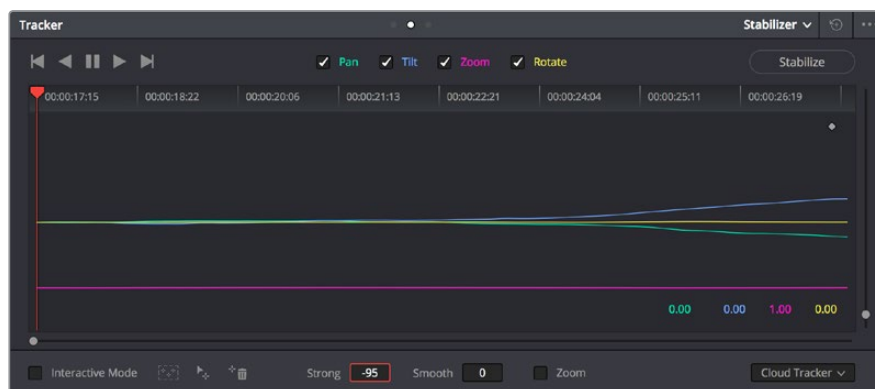 Tracker Stabilizer
Pan Tilt Zoom Rotate Stabilize
00:00:17:15 00:00:18:22 00:00:20:06 00:00:21:13 00:00:22:21 00:00:24:04 00:00:25:11 00:00:26:19
0.00 0.00 1.00 0.00
Interactive Mode Strong -95 Smooth 0 Zoom Cloud Tracker